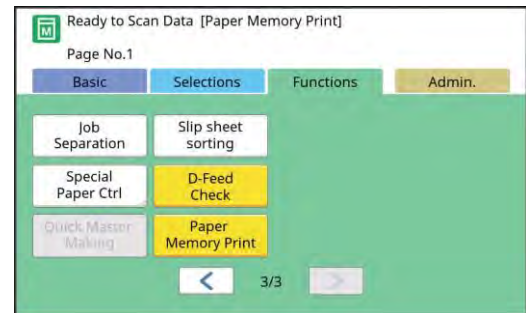 M
Ready to Scan Data [Paper Memory Print]
Page No.1
Basic
Selections
Functions
Admin.
Job
Separation
Slip sheet
sorting
Special
Paper Ctrl
D-Feed
Check
Quick Master
Making
Paper
Memory Print
3/3